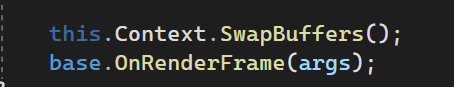 this.Context.SwapBuffers();
base.OnRenderFrame(args);